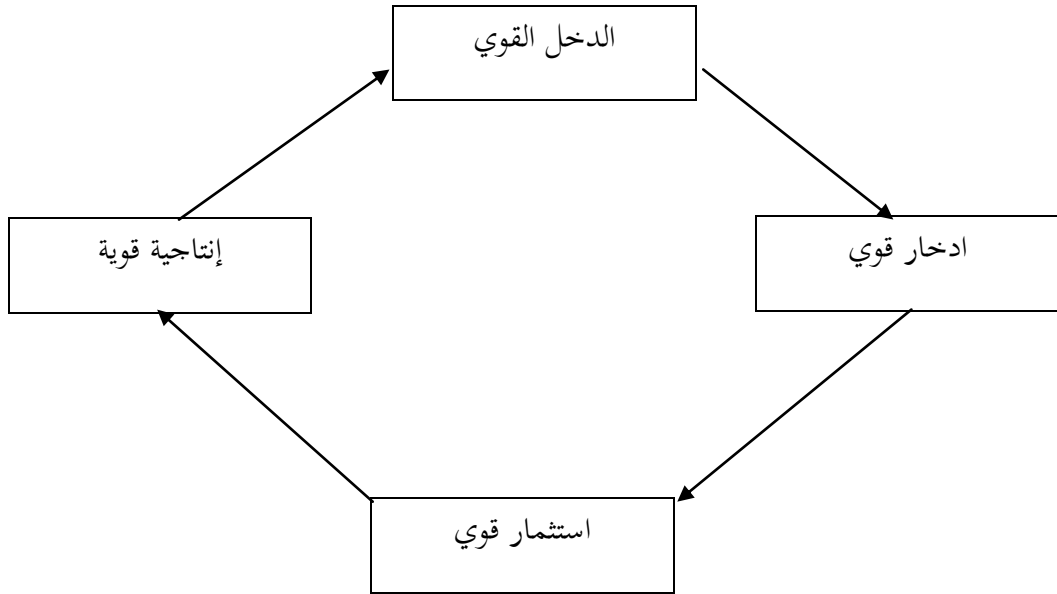 الدخل القوي
ادخار قوي
إنتاجية قوية
استثمار قوي